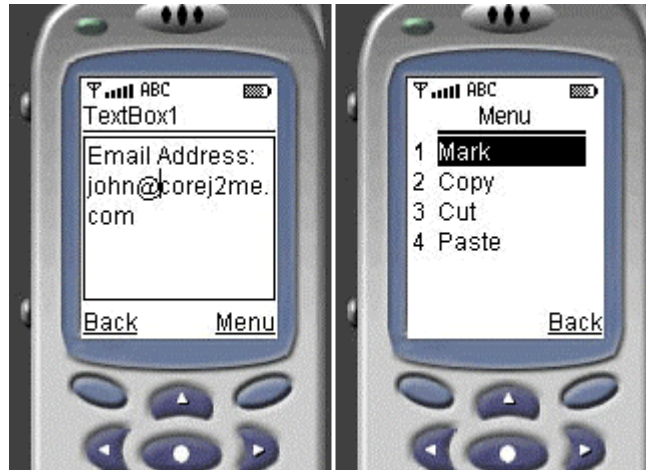 ABC
TextBox1
Email Address:
john@corej2me.
com
Back Menu
ABC
Menu
1 Mark
2 Copy
3 Cut
4 Paste
Back